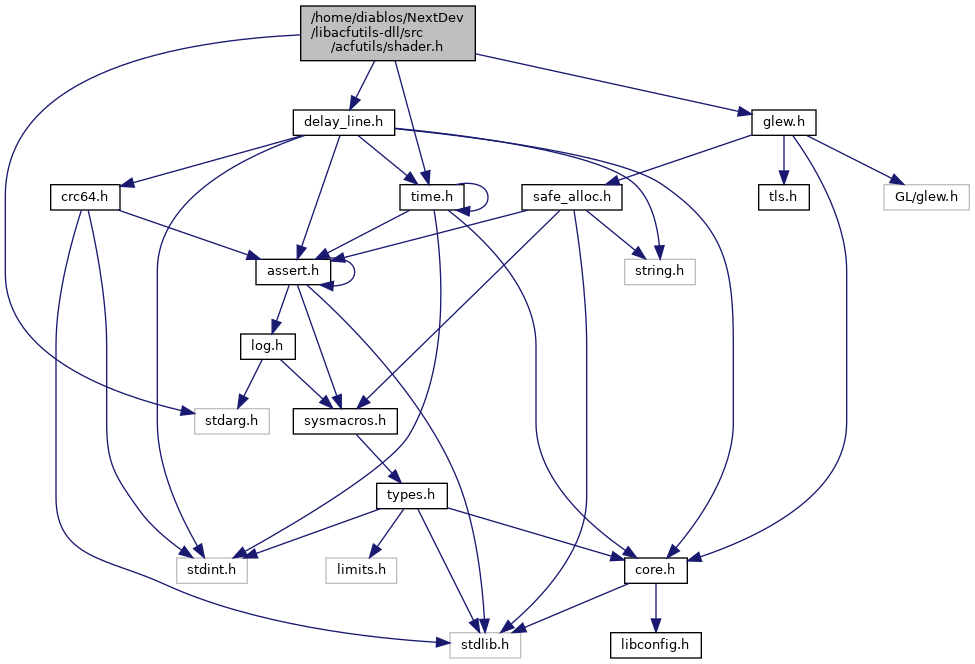 /home/diablos/NextDev
/libacfutils-dll/src
/acfutils/shader.h
delay_line.h
glew.h
crc64.h
time.h
safe_alloc.h
tls.h
GL/glew.h
assert.h
string.h
log.h
stdarg.h
sysmacros.h
types.h
stdint.h
limits.h
core.h
stdlib.h
libconfig.h